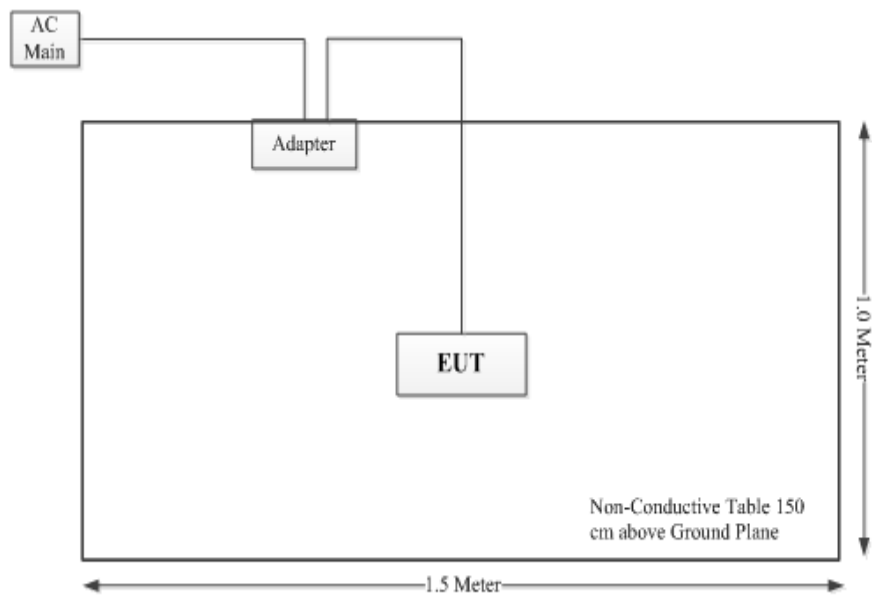 AC
Main
Adapter
EUT
1.0 Meter
Non-Conductive Table 150
cm above Ground Plane
1.5 Meter